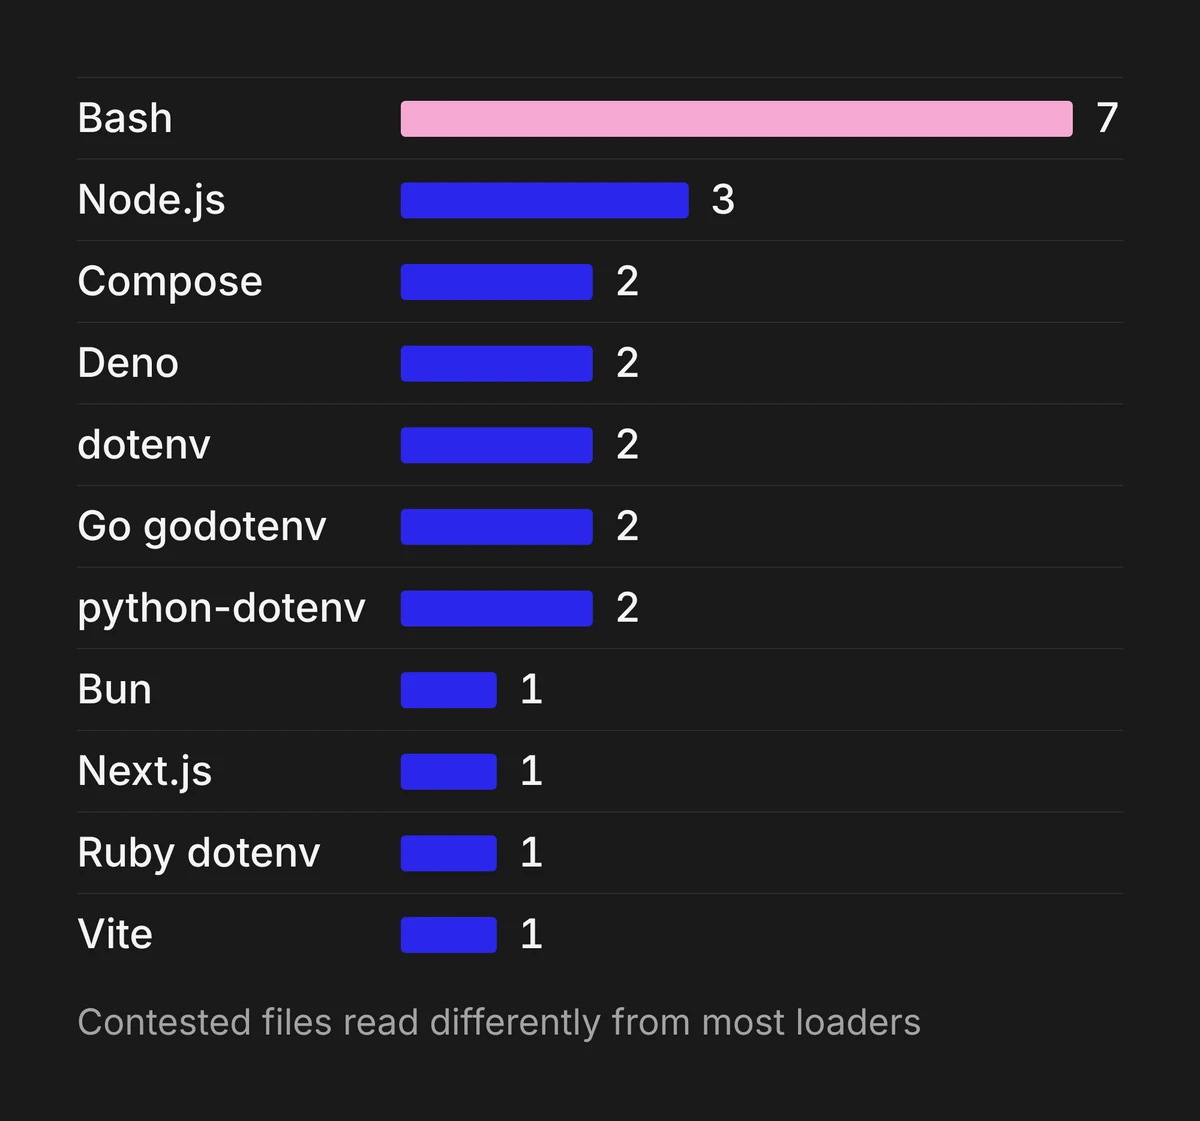 Bash 7
Node.js 3
Compose 2
Deno 2
dotenv 2
Go godotenv 2
python-dotenv 2
Bun 1
Next.js 1
Ruby dotenv 1
Vite 1
Contested files read differently from most loaders